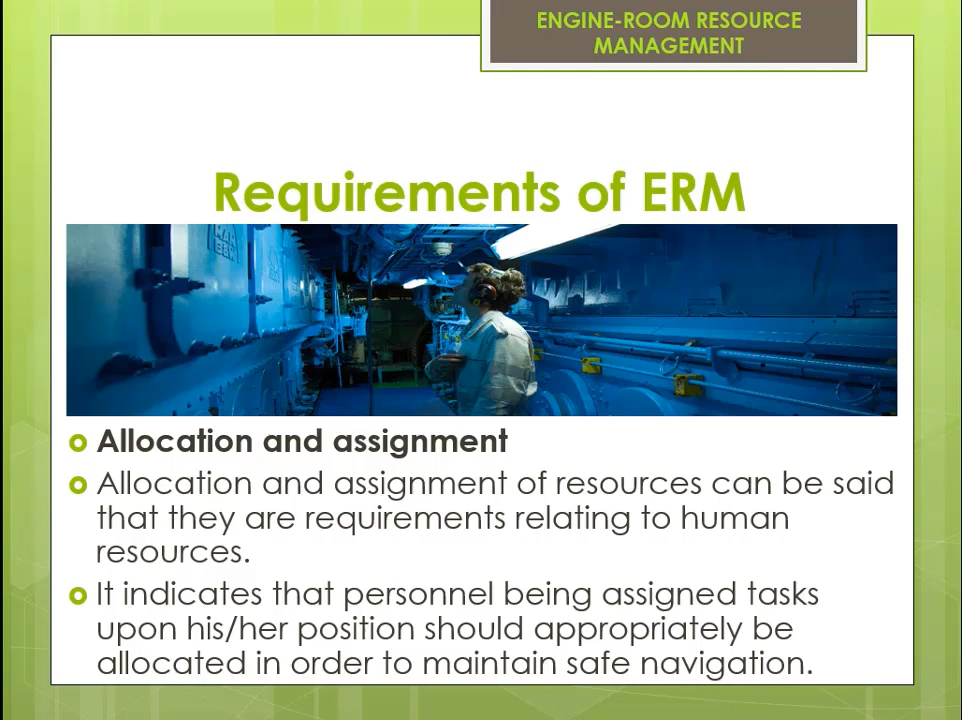 ENGINE-ROOM RESOURCE
MANAGEMENT
Requirements of ERM
Allocation and assignment
Allocation and assignment of resources can be said
that they are requirements relating to human
resources.
It indicates that personnel being assigned tasks
upon his/her position should appropriately be
allocated in order to maintain safe navigation.